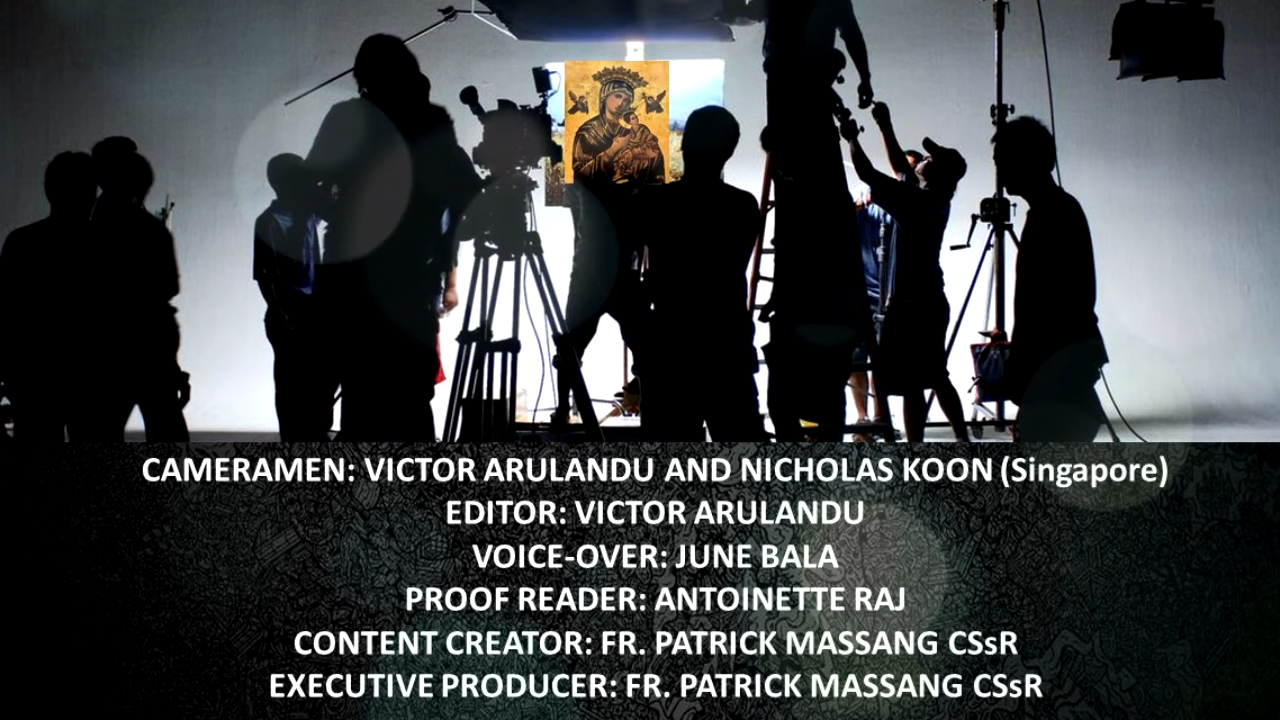 CAMERAMEN: VICTOR ARULANDU AND NICHOLAS KOON (Singapore)
EDITOR: VICTOR ARULANDU
VOICE-OVER: JUNE BALA
PROOF READER: ANTOINETTE RAJ
CONTENT CREATOR: FR. PATRICK MASSANG CSsR
EXECUTIVE PRODUCER: FR. PATRICK MASSANG CSsR